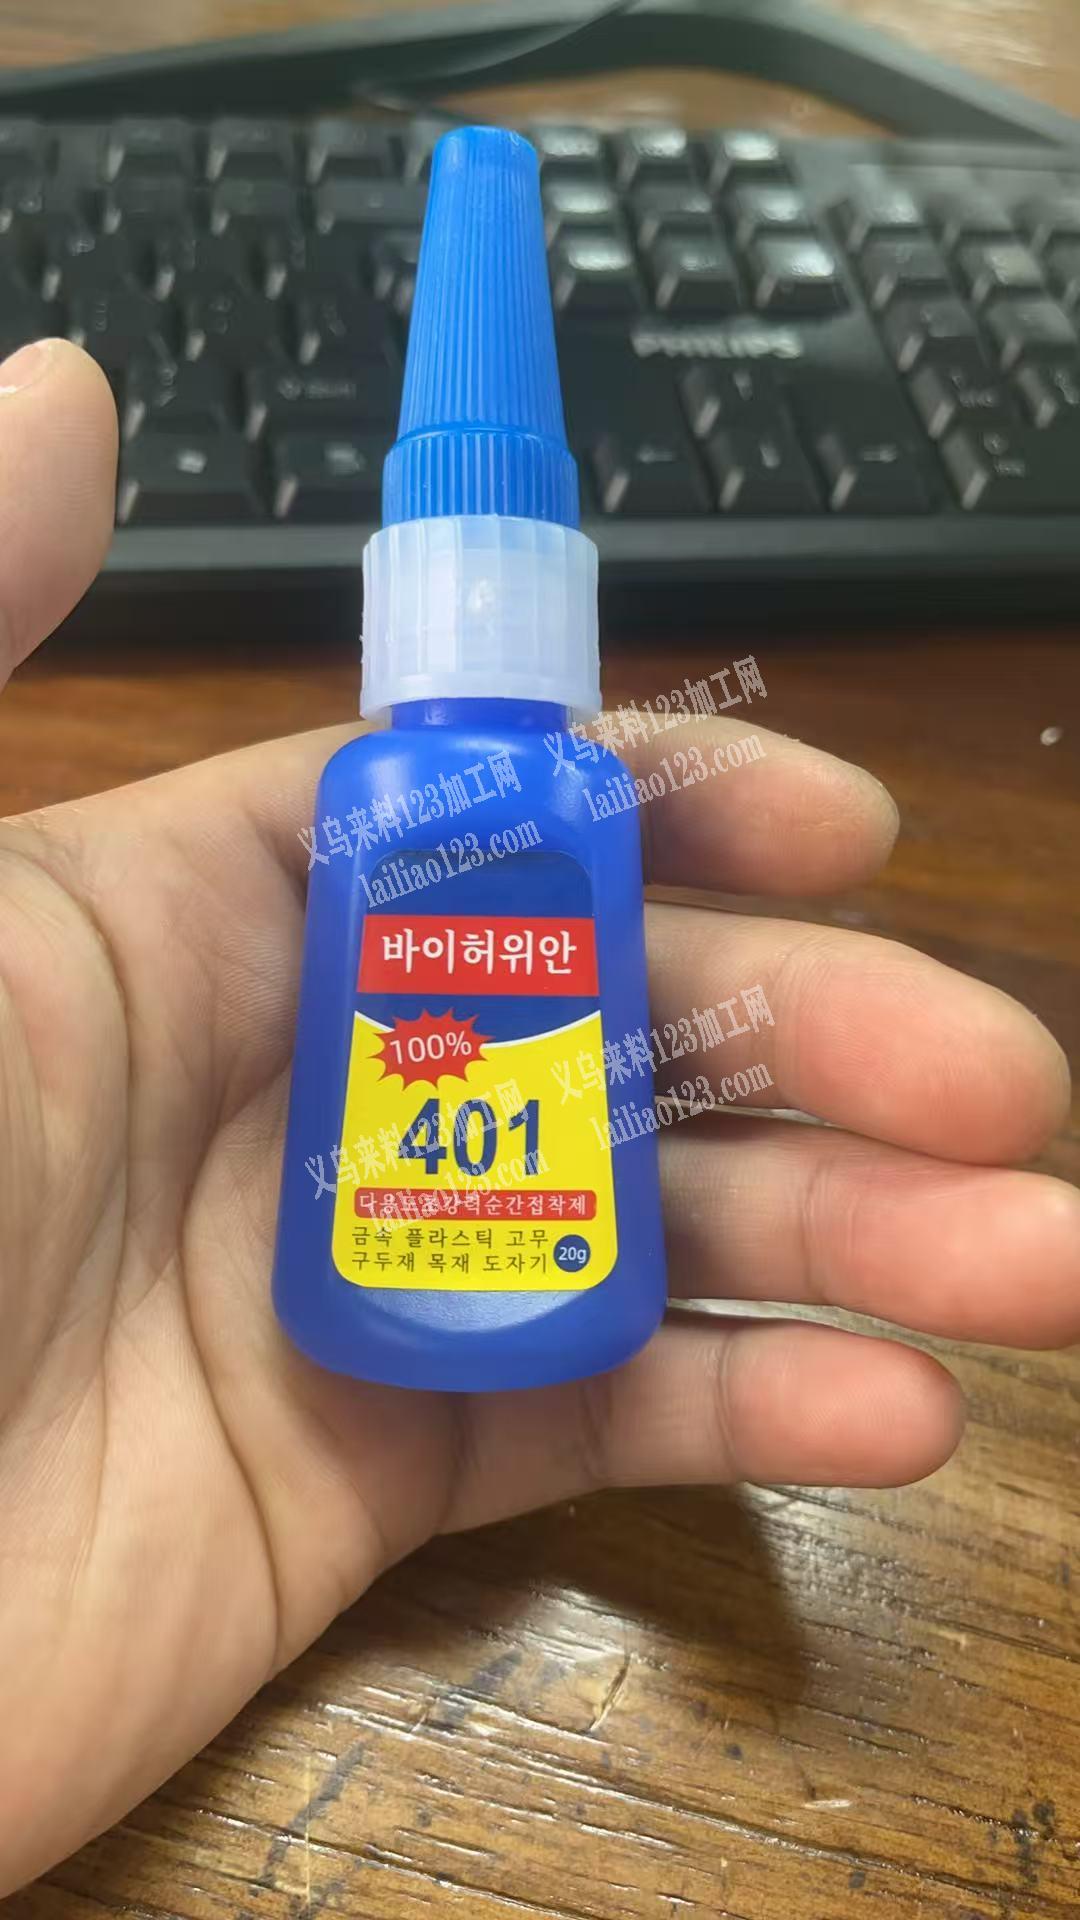 PHILIPS
义乌来料123加工网
lailiao123.com
义乌来料123加工网
lailiao123.com
바이허위안
100%
义乌来料123加工网
lailiao123.com
401
义乌来料123加工网
lailiao123.com
다용도초강력순간접착제
금속 플라스틱 고무
구두재 목재 도자기
20g